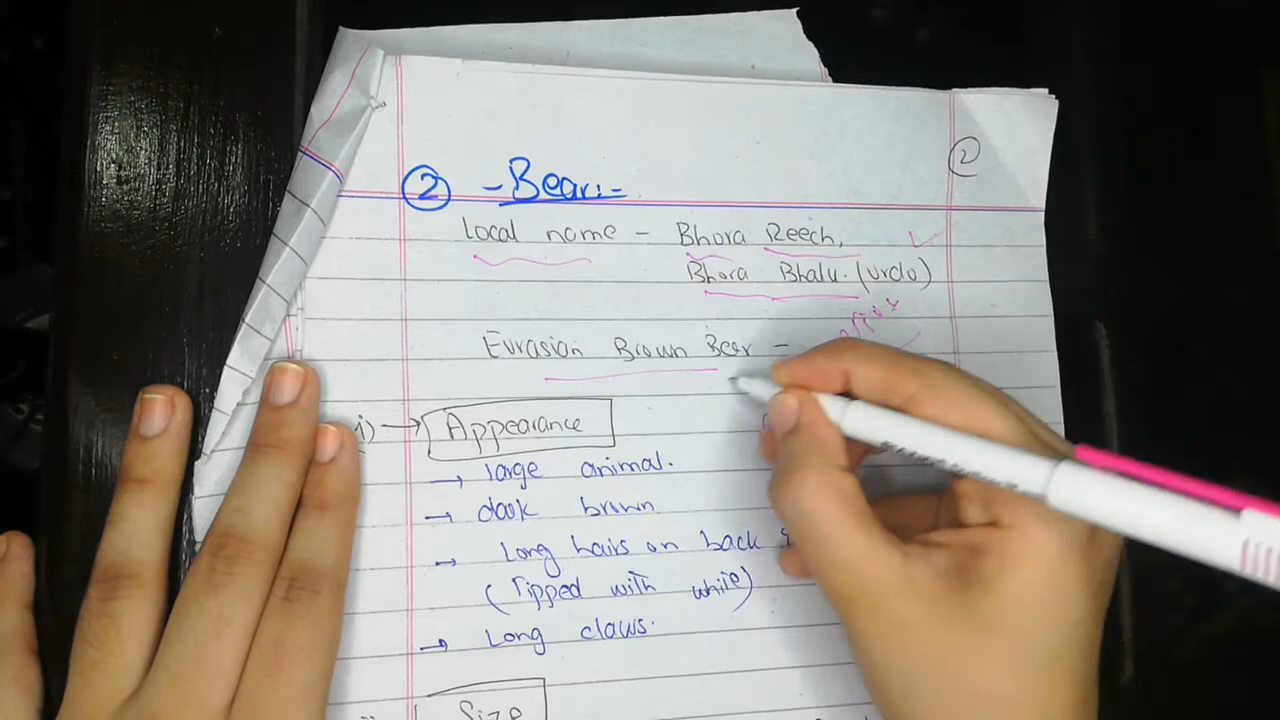 2
② - Bear:-
Local name - Bhora Reech,
Bhora Bhalu. (urdu)
Eurasian Brown Bear -
i) → Appearance
→ large animal.
→ dark brown
→ Long hairs on back
(Tipped with white)
→ Long claws.
Size